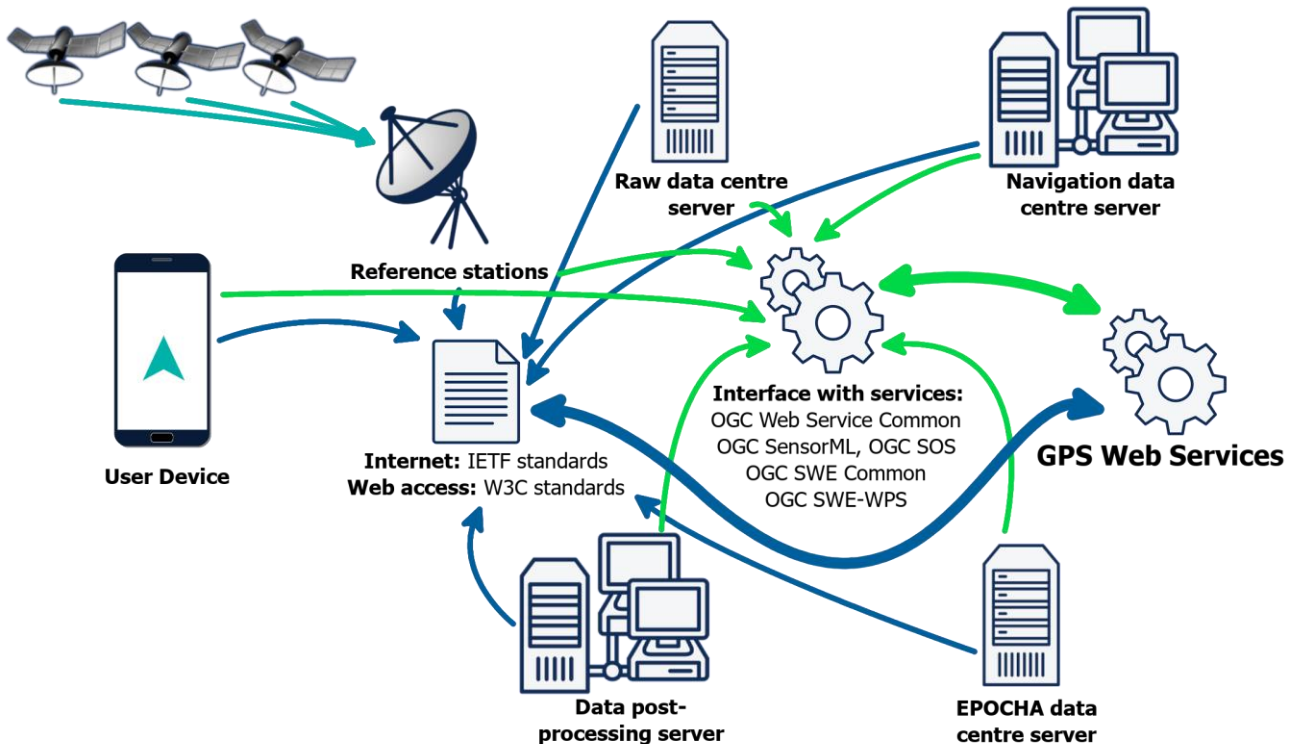 Raw data centre
server
Navigation data
centre server
Reference stations
User Device
Internet: IETF standards
Web access: W3C standards
Interface with services:
OGC Web Service Common
OGC SensorML, OGC SOS
OGC SWE Common
OGC SWE-WPS
GPS Web Services
Data post-
processing server
EPOCHA data
centre server